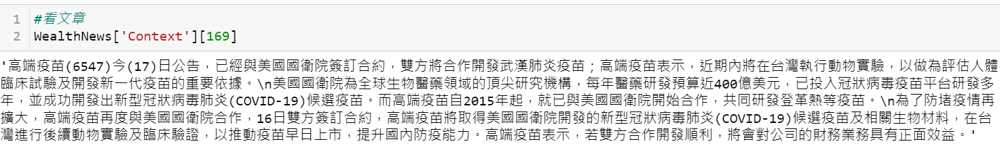 1 #看文章
2 WealthNews['Context'][169]
'高端疫苗(6547)今(17)日公告，已經與美國國衛院簽訂合約，雙方將合作開發武漢肺炎疫苗；高端疫苗表示，近期內將在台灣執行動物實驗，以做為評估人體
臨床試驗及開發新一代疫苗的重要依據。\n美國國衛院為全球生物醫藥領域的頂尖研究機構，每年醫藥研發預算近400億美元，已投入冠狀病毒疫苗平台研發多
年，並成功開發出新型冠狀病毒肺炎(COVID-19)候選疫苗。而高端疫苗自2015年起，就已與美國國衛院開始合作，共同研發登革熱等疫苗。\n為了防堵疫情再
擴大，高端疫苗再度與美國國衛院合作，16日雙方簽訂合約，高端疫苗將取得美國國衛院開發的新型冠狀病毒肺炎(COVID-19)候選疫苗及相關生物材料，在台
灣進行後續動物實驗及臨床驗證，以推動疫苗早日上市，提升國內防疫能力。高端疫苗表示，若雙方合作開發順利，將會對公司的財務業務具有正面效益。'